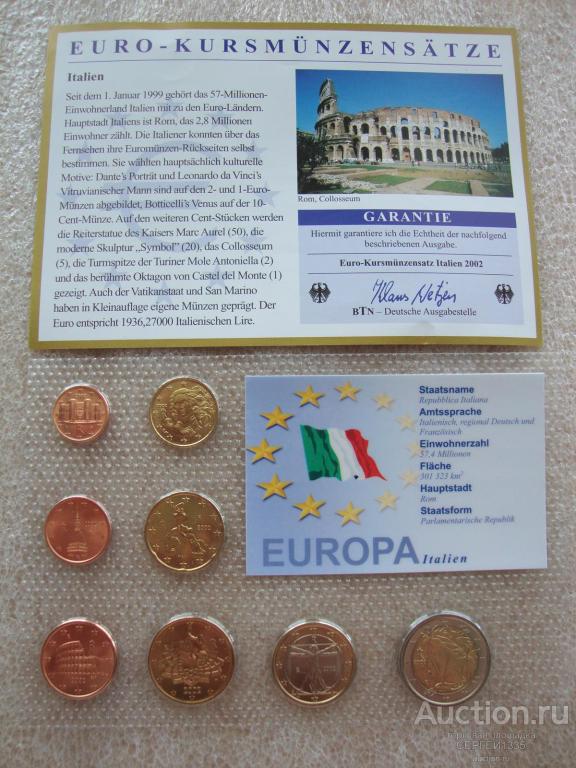 EURO-KURSMÜNZENSÄTZE
Italien
Seit dem 1. Januar 1999 gehört das 57-Millionen-
Einwohnerland Italien mit zu den Euro-Ländern.
Hauptstadt Italiens ist Rom, das 2,8 Millionen
Einwohner zählt. Die Italiener konnten über das
Fernsehen ihre Euromünzen-Rückseiten selbst
bestimmen. Sie wählten hauptsächlich kulturelle
Motive: Dante's Porträt und Leonardo da Vinci's
Vitruvianischer Mann sind auf den 2- und 1-Euro-
Münzen abgebildet, Botticelli's Venus auf der 10-
Cent-Münze. Auf den weiteren Cent-Stücken werden
die Reiterstatue des Kaisers Marc Aurel (50), die
moderne Skulptur „Symbol" (20), das Collosseum
(5), die Turmspitze der Turiner Mole Antoniella (2)
und das berühmte Oktagon von Castel del Monte (1)
gezeigt. Auch der Vatikanstaat und San Marino
haben in Kleinauflage eigene Münzen geprägt. Der
Euro entspricht 1936,27000 Italienischen Lire.
Rom, Collosseum
GARANTIE
Hiermit garantiere ich die Echtheit der nachfolgend
beschriebenen Ausgabe.
Euro-Kursmünzensatz Italien 2002
BTN – Deutsche Ausgabestelle
Staatsname
Repubblica Italiana
Amtssprache
Italienisch, regional Deutsch und
Französisch
Einwohnerzahl
57,4 Millionen
Fläche
301 323 km²
Hauptstadt
Rom
Staatsform
Parlamentarische Republik
EUROPA Italien
2002
2002
2002
Auction.ru
торговая площадка
СЕРГЕЙ1335
auction.ru